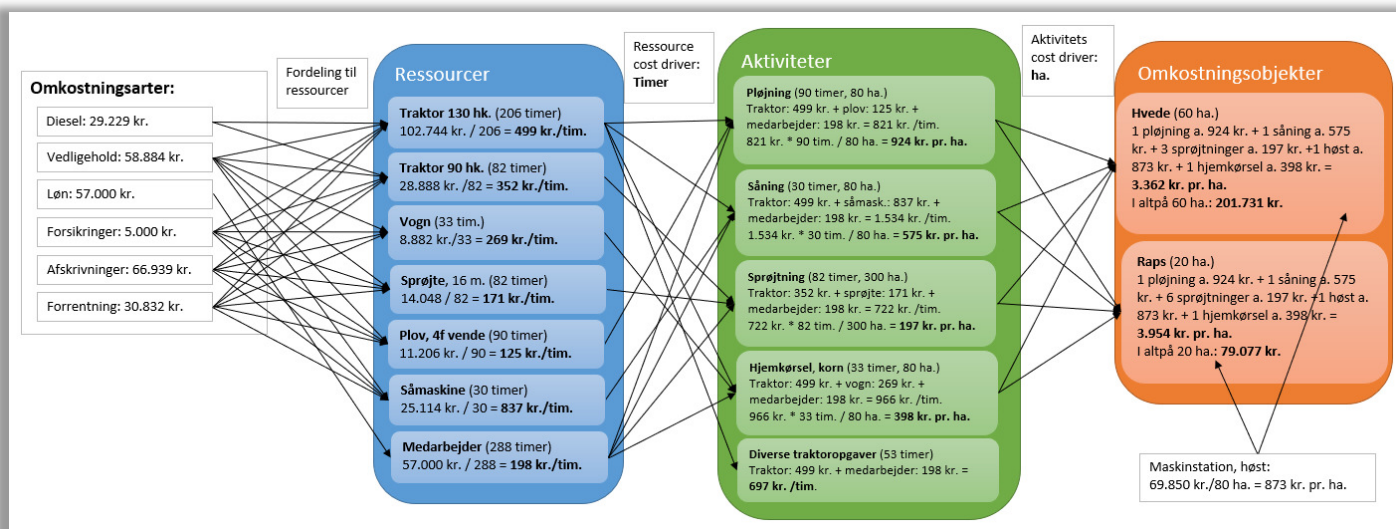 Omkostningsarter:
Diesel: 29.229 kr.
Vedligehold: 58.884 kr.
Løn: 57.000 kr.
Forsikringer: 5.000 kr.
Afskrivninger: 66.939 kr.
Forrentning: 30.832 kr.
Fordeling til
ressourcer
Ressourcer
Traktor 130 hk. (206 timer)
102.744 kr. / 206 = 499 kr./tim.
Traktor 90 hk. (82 timer)
28.888 kr. /82 = 352 kr./tim.
Vogn (33 tim.)
8.882 kr./33 = 269 kr./tim.
Sprøjte, 16 m. (82 timer)
14.048 / 82 = 171 kr./tim.
Plov, 4f vende (90 timer)
11.206 kr. / 90 = 125 kr./tim.
Såmaskine (30 timer)
25.114 kr. / 30 = 837 kr./tim.
Medarbejder (288 timer)
57.000 kr. / 288 = 198 kr./tim.
Ressource
cost driver:
Timer
Aktiviteter
Pløjning (90 timer, 80 ha.)
Traktor: 499 kr. + plov: 125 kr. +
medarbejder: 198 kr. = 821 kr. /tim.
821 kr. * 90 tim. / 80 ha. = 924 kr. pr. ha.
Såning (30 timer, 80 ha.)
Traktor: 499 kr. + såmask.: 837 kr. +
medarbejder: 198 kr. = 1.534 kr. /tim.
1.534 kr. * 30 tim. / 80 ha. = 575 kr. pr. ha.
Sprøjtning (82 timer, 300 ha.)
Traktor: 352 kr. + sprøjte: 171 kr. +
medarbejder: 198 kr. = 722 kr. /tim.
722 kr. * 82 tim. / 300 ha. = 197 kr. pr. ha.
Hjemkørsel, korn (33 timer, 80 ha.)
Traktor: 499 kr. + vogn: 269 kr. +
medarbejder: 198 kr. = 966 kr. /tim.
966 kr. * 33 tim. / 80 ha. = 398 kr. pr. ha.
Diverse traktoropgaver (53 timer)
Traktor: 499 kr. + medarbejder: 198 kr. =
697 kr. /tim.
Aktivitets
cost driver:
ha.
Omkostningsobjekter
Hvede (60 ha.)
1 pløjning a. 924 kr. + 1 såning a. 575
kr. + 3 sprøjtninger a. 197 kr. +1 høst a.
873 kr. + 1 hjemkørsel a. 398 kr. =
3.362 kr. pr. ha.
I altpå 60 ha.: 201.731 kr.
Raps (20 ha.)
1 pløjning a. 924 kr. + 1 såning a. 575
kr. + 6 sprøjtninger a. 197 kr. +1 høst a.
873 kr. + 1 hjemkørsel a. 398 kr. =
3.954 kr. pr. ha.
I altpå 20 ha.: 79.077 kr.
Maskinstation, høst:
69.850 kr./80 ha. = 873 kr. pr. ha.